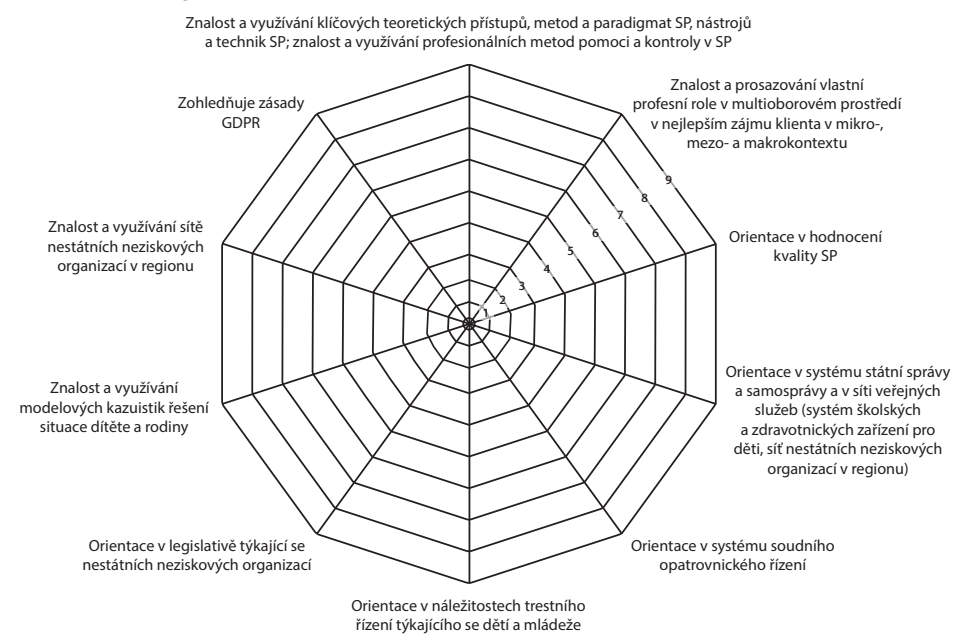 Znalost a využívání klíčových teoretických přístupů, metod a paradigmat SP, nástrojů
a technik SP; znalost a využívání profesionálních metod pomoci a kontroly v SP
Znalost a prosazování vlastní
profesní role v multioborovém prostředí
v nejlepším zájmu klienta v mikro-,
mezo- a makrokontextu
Orientace v hodnocení
kvality SP
Orientace v systému státní správy
a samosprávy a v síti veřejných
služeb (systém školských
a zdravotnických zařízení pro
děti, síť nestátních neziskových
organizací v regionu)
Orientace v systému soudního
opatrovnického řízení
Orientace v náležitostech trestního
řízení týkajícího se dětí a mládeže
Orientace v legislativě týkající se
nestátních neziskových organizací
Znalost a využívání
modelových kazuistik řešení
situace dítěte a rodiny
Znalost a využívání sítě
nestátních neziskových
organizací v regionu
Zohledňuje zásady
GDPR
9
8
7
6
5
4
3
2
1